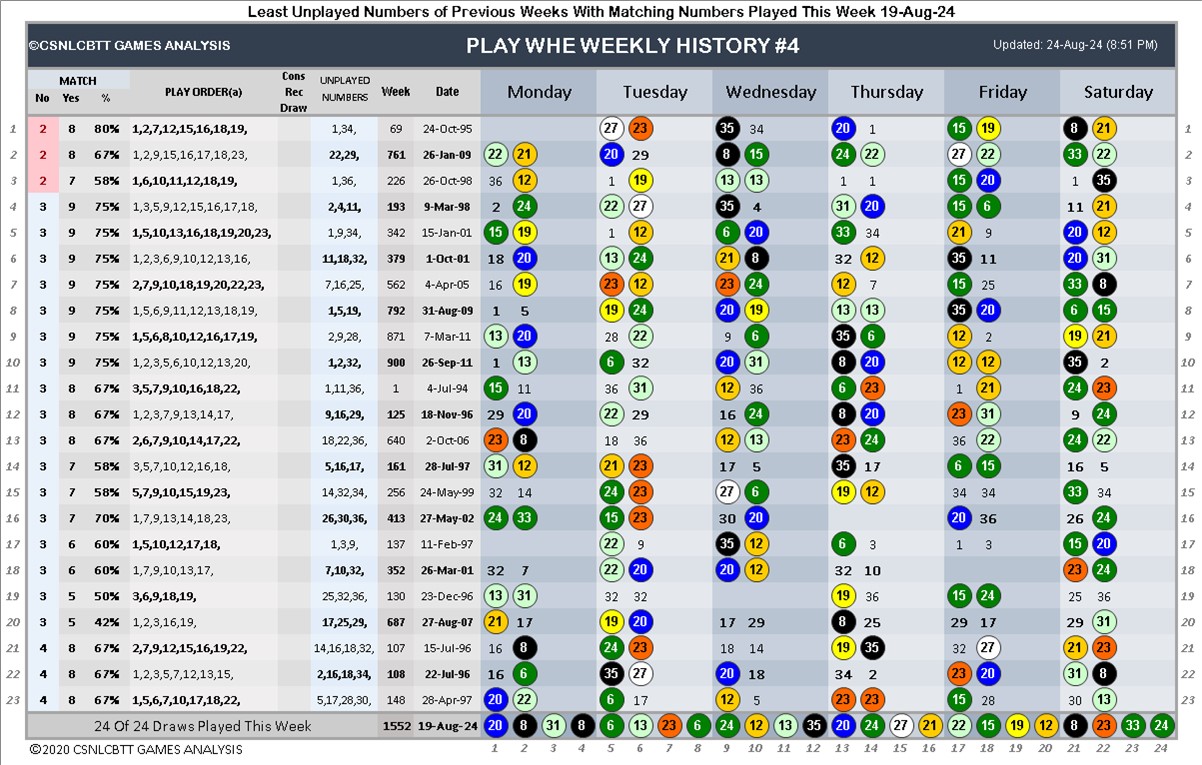 Least Unplayed Numbers of Previous Weeks With Matching Numbers Played This Week 19-Aug-24
©CSNLCBTT GAMES ANALYSIS PLAY WHE WEEKLY HISTORY #4 Updated: 24-Aug-24 (8:51 PM)
MATCH No Yes % PLAY ORDER(a) Cons Rec Draw UNPLAYED NUMBERS Week Date Monday Tuesday Wednesday Thursday Friday Saturday
1 2 8 80% 1,2,7,12,15,16,18,19, 1,34, 69 24-Oct-95 27 23 35 34 20 1 15 19 8 21 1
2 2 8 67% 1,2,9,15,16,17,18,23, 22,29, 761 26-Jan-09 22 21 20 29 8 15 24 22 27 22 33 22 2
3 2 7 58% 1,6,10,11,12,18,19, 1,36, 226 26-Oct-98 36 12 1 19 13 13 1 1 15 20 1 35 3
4 3 9 75% 1,3,5,9,12,15,16,17,18 2,4,11, 193 9-Mar-98 2 24 22 27 35 4 31 20 15 6 11 21 4
5 3 9 75% 1,5,10,13,16,18,19,20,23, 1,9,34, 342 15-Jan-01 15 19 1 12 6 20 33 34 21 9 20 12 5
6 3 9 75% 1,2,3,6,9,10,12,13,16, 11,18,32, 379 1-Oct-01 18 20 13 24 21 8 32 12 35 11 20 31 6
7 3 9 75% 2,7,9,10,18,19,20,22,23, 7,16,25, 562 4-Apr-05 16 19 23 12 23 24 12 7 15 25 33 8 7
8 3 9 75% 1,5,6,9,11,12,13,18,19, 1,5,19, 792 31-Aug-09 1 5 19 24 20 19 13 13 35 20 6 15 8
9 3 9 75% 1,5,6,8,10,12,16,17,19, 2,9,28, 871 7-Mar-11 13 20 28 22 9 6 35 6 12 2 19 21 9
10 3 9 75% 1,2,3,5,6,10,12,13,20, 1,2,32, 900 26-Sep-11 1 13 6 32 20 31 8 20 12 12 35 2 10
11 3 8 67% 3,5,7,9,10,16,18,22, 1,11,36, 1 4-Jul-94 15 11 36 31 12 36 6 23 1 21 24 23 11
12 3 8 67% 1,2,3,7,9,13,14,17, 9,16,29, 125 18-Nov-96 29 20 22 29 16 24 8 20 23 31 9 24 12
13 3 8 67% 2,6,7,9,10,14,17,22, 18,22,36, 640 2-Oct-06 23 8 18 36 12 13 23 24 36 22 24 22 13
14 3 7 58% 3,5,7,10,12,16,18, 5,16,17, 161 28-Jul-97 31 12 21 23 17 5 35 17 6 15 16 5 14
15 3 7 58% 5,7,9,10,15,19,23, 14,32,34, 256 24-May-99 32 14 24 23 27 6 19 12 34 34 33 34 15
16 3 7 70% 1,7,9,13,14,18,23, 26,30,36, 413 27-May-02 24 33 15 23 30 20 20 36 26 24 16
17 3 6 60% 1,5,10,12,17,18, 1,3,9, 137 11-Feb-97 22 9 35 12 6 3 1 3 15 20 17
18 3 6 60% 1,7,9,10,13,17, 7,10,32, 352 26-Mar-01 32 7 22 20 20 12 32 10 23 24 18
19 3 5 50% 3,6,9,18,19, 25,32,36, 130 23-Dec-96 13 31 32 32 19 36 15 24 25 36 19
20 3 5 42% 1,2,3,16,19, 17,25,29, 687 27-Aug-07 21 17 19 20 17 29 8 25 29 17 29 31 20
21 4 8 67% 2,7,9,12,15,16,19,22, 14,16,18,32, 107 15-Jul-96 16 8 24 23 18 14 19 35 32 27 21 23 21
22 4 8 67% 1,2,3,5,7,12,13,15, 2,16,18,34, 108 22-Jul-96 16 6 35 27 20 18 34 2 23 20 31 8 22
23 4 8 67% 1,5,6,7,10,17,18,22, 5,17,28,30, 148 28-Apr-97 20 22 6 17 12 5 23 23 15 28 30 13 23
24 Of 24 Draws Played This Week 1552 19-Aug-24 20 8 31 8 6 13 23 6 24 12 13 35 20 24 27 21 22 15 19 12 8 23 33 24
©2020 CSNLCBTT GAMES ANALYSIS 1 2 3 4 5 6 7 8 9 10 11 12 13 14 15 16 17 18 19 20 21 22 23 24